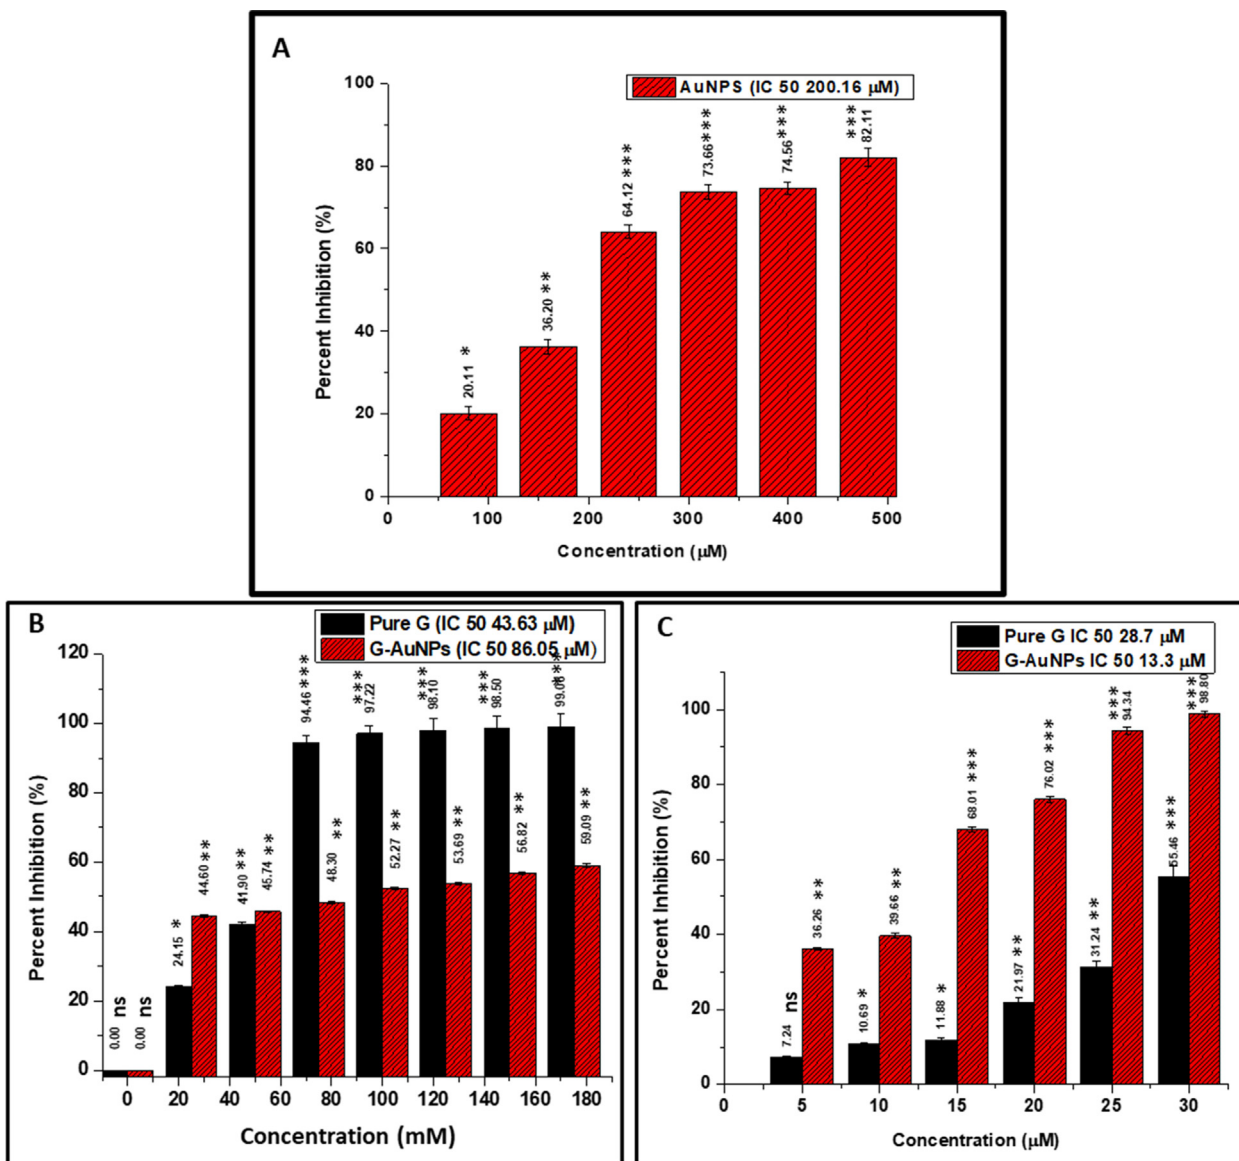 A
AuNPS (IC 50 200.16 µM)
Percent Inhibition (%)
100
80
60
40
20
0
20.11 *
36.20 **
64.12 ***
73.66 ***
74.56 ***
82.11 ***
0 100 200 300 400 500
Concentration (µM)
B
Pure G (IC 50 43.63 µM)
G-AuNPs (IC 50 86.05 µM)
Percent Inhibition (%)
120
100
80
60
40
20
0
0.00 ns
0.00 ns
24.15 *
44.60 **
41.90 **
45.74 **
94.46 ***
48.30 **
97.22 ***
52.27 **
98.10 ***
53.69 **
98.50 ***
56.82 **
***
59.09 **
0 20 40 60 80 100 120 140 160 180
Concentration (mM)
C
Pure G IC 50 28.7 µM
G-AuNPs IC 50 13.3 µM
Percent Inhibition (%)
100
80
60
40
20
0
7.24 ns
36.26 **
10.69 *
39.66 **
11.88 *
68.01 ***
21.97 **
76.02 ***
31.24 **
94.34 ***
55.46 ***
98.80 ***
0 5 10 15 20 25 30
Concentration (µM)